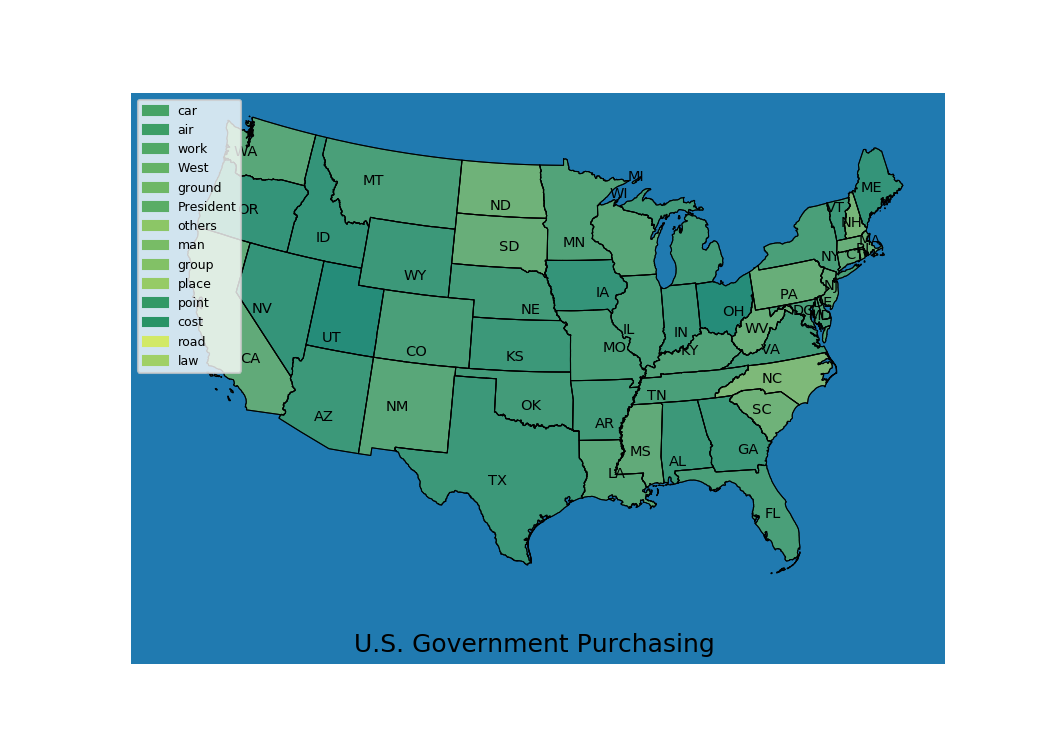 car
air
work
West
ground
President
others
man
group
place
point
cost
road
law
WA
OR
CA
ID
NV
UT
AZ
MT
WY
CO
NM
ND
SD
NE
KS
OK
TX
MN
IA
MO
AR
LA
WI
MI
IL
IN
KY
TN
MS
AL
OH
WV
VA
NC
SC
GA
FL
PA
NY
VT
NH
ME
MA
RI
CT
NJ
DE
DC
MD
U.S. Government Purchasing